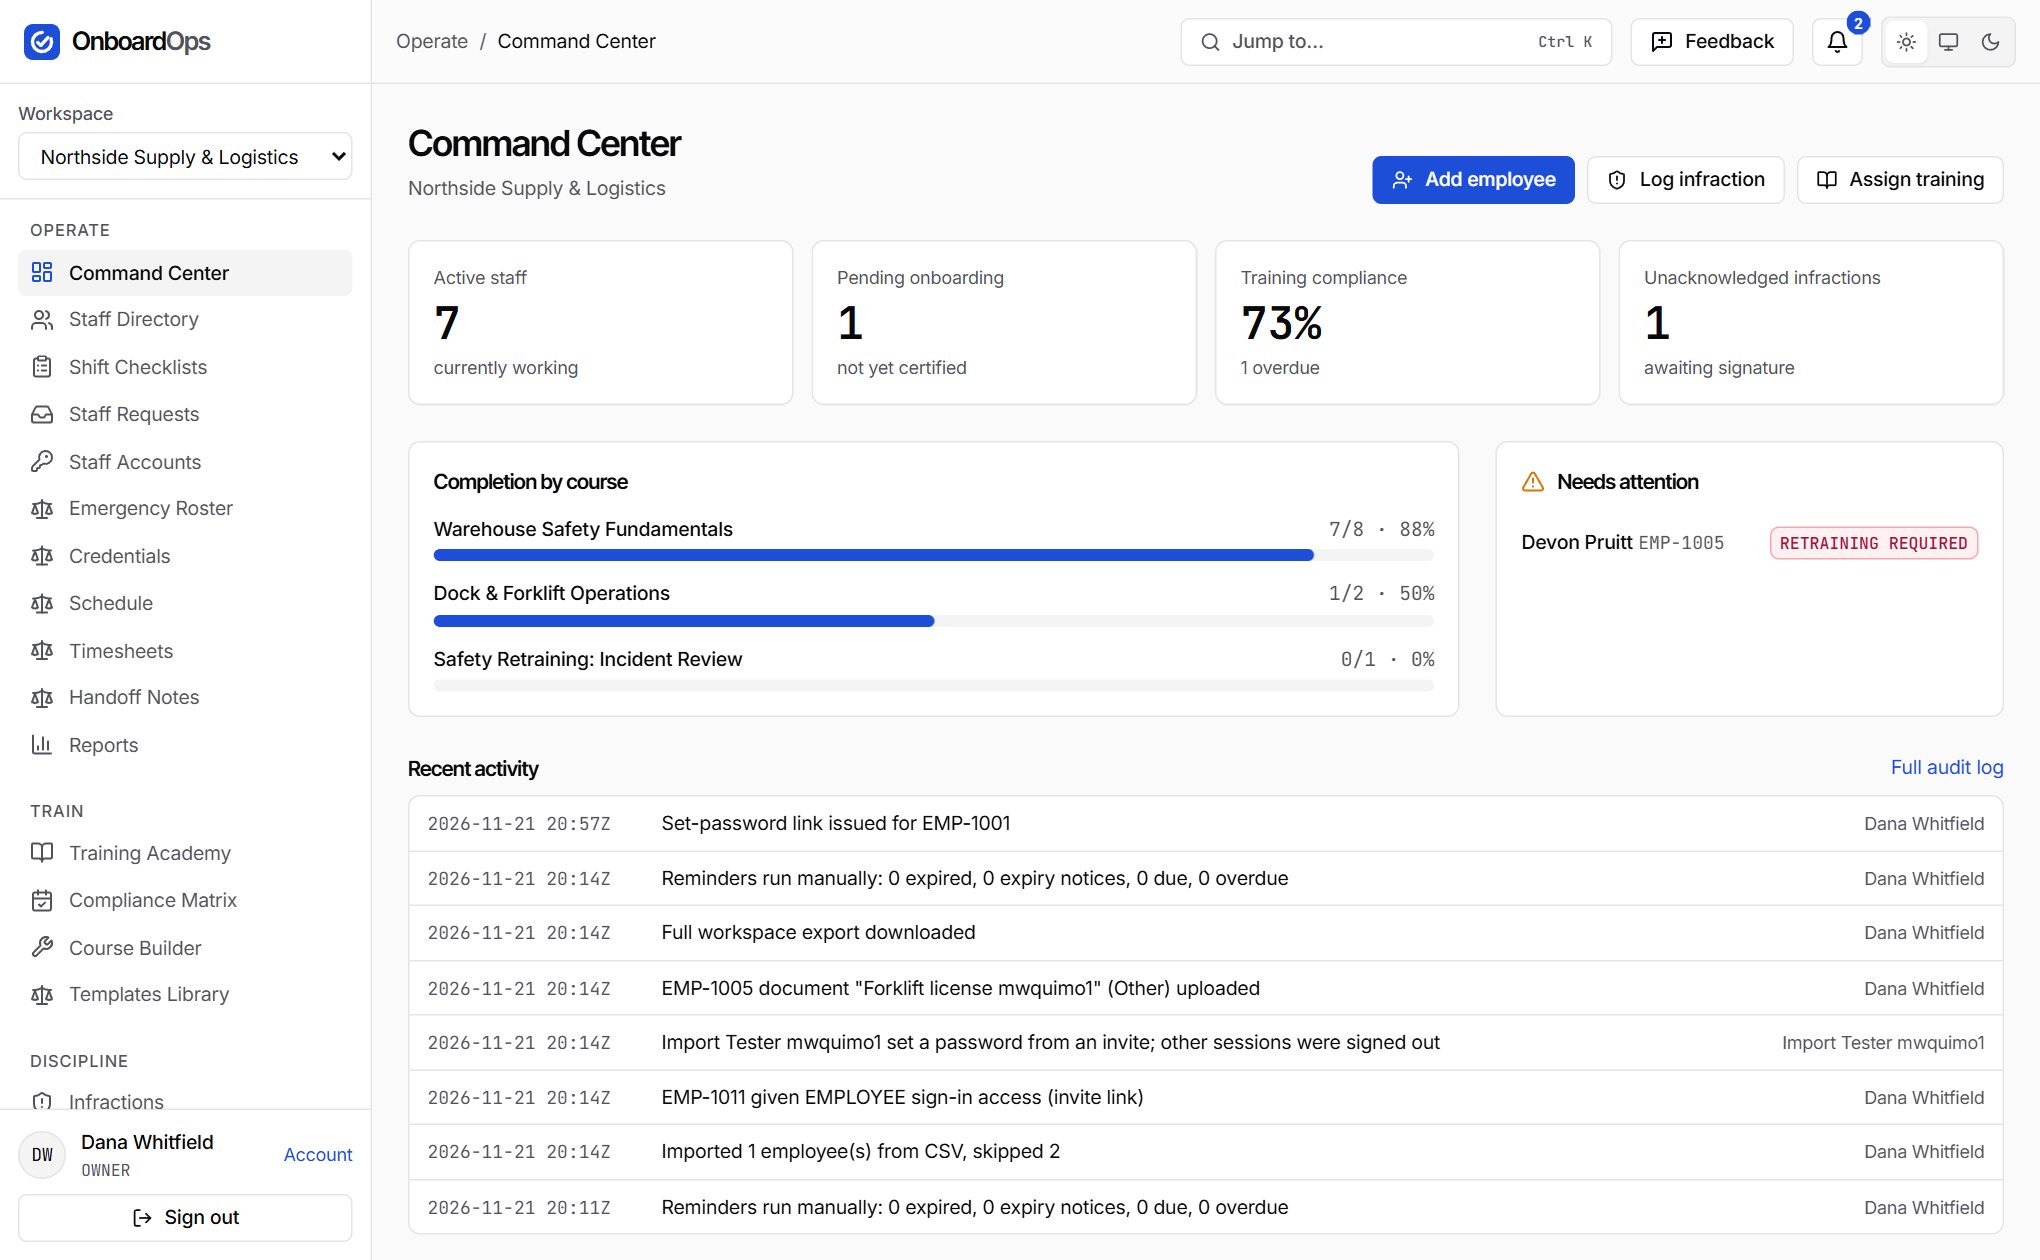 OnboardOps
Operate / Command Center
Jump to... Ctrl K
Feedback
2
Workspace
Northside Supply & Logistics
OPERATE
Command Center
Staff Directory
Shift Checklists
Staff Requests
Staff Accounts
Emergency Roster
Credentials
Schedule
Timesheets
Handoff Notes
Reports
TRAIN
Training Academy
Compliance Matrix
Course Builder
Templates Library
DISCIPLINE
Infractions
DW
Dana Whitfield
OWNER
Account
Sign out
Command Center
Northside Supply & Logistics
Add employee
Log infraction
Assign training
Active staff
7
currently working
Pending onboarding
1
not yet certified
Training compliance
73%
1 overdue
Unacknowledged infractions
1
awaiting signature
Completion by course
Warehouse Safety Fundamentals 7/8 · 88%
Dock & Forklift Operations 1/2 · 50%
Safety Retraining: Incident Review 0/1 · 0%
Needs attention
Devon Pruitt EMP-1005 RETRAINING REQUIRED
Recent activity
Full audit log
2026-11-21 20:57Z Set-password link issued for EMP-1001 Dana Whitfield
2026-11-21 20:14Z Reminders run manually: 0 expired, 0 expiry notices, 0 due, 0 overdue Dana Whitfield
2026-11-21 20:14Z Full workspace export downloaded Dana Whitfield
2026-11-21 20:14Z EMP-1005 document "Forklift license mwquimo1" (Other) uploaded Dana Whitfield
2026-11-21 20:14Z Import Tester mwquimo1 set a password from an invite; other sessions were signed out Import Tester mwquimo1
2026-11-21 20:14Z EMP-1011 given EMPLOYEE sign-in access (invite link) Dana Whitfield
2026-11-21 20:14Z Imported 1 employee(s) from CSV, skipped 2 Dana Whitfield
2026-11-21 20:11Z Reminders run manually: 0 expired, 0 expiry notices, 0 due, 0 overdue Dana Whitfield